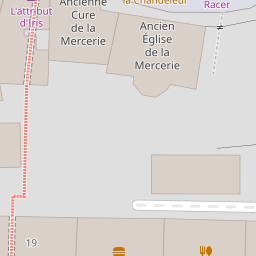 L'attribut
d'Iris
Ancienne
Cure
de la
Mercerie
la Chandeleur
Racer
Ancien
Église
de la
Mercerie
19